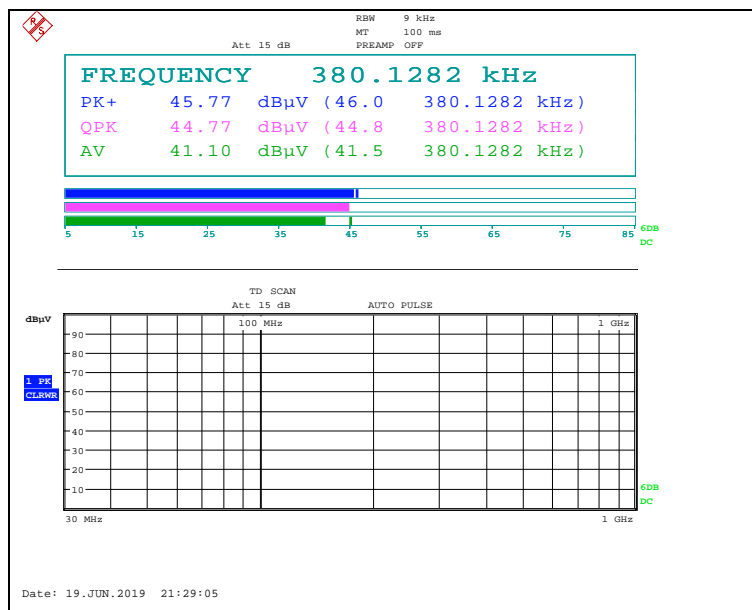 R S
RBW 9 kHz
MT 100 ms
Att 15 dB PREAMP OFF
FREQUENCY 380.1282 kHz
PK+ 45.77 dBµV (46.0 380.1282 kHz)
QPK 44.77 dBµV (44.8 380.1282 kHz)
AV 41.10 dBµV (41.5 380.1282 kHz)
5 15 25 35 45 55 65 75 85
6DB
DC
TD SCAN
Att 15 dB AUTO PULSE
dBµV
100 MHz 1 GHz
90
80
70
1 PK
CLRWR
60
50
40
30
20
10
6DB
DC
30 MHz 1 GHz
Date: 19.JUN.2019 21:29:05